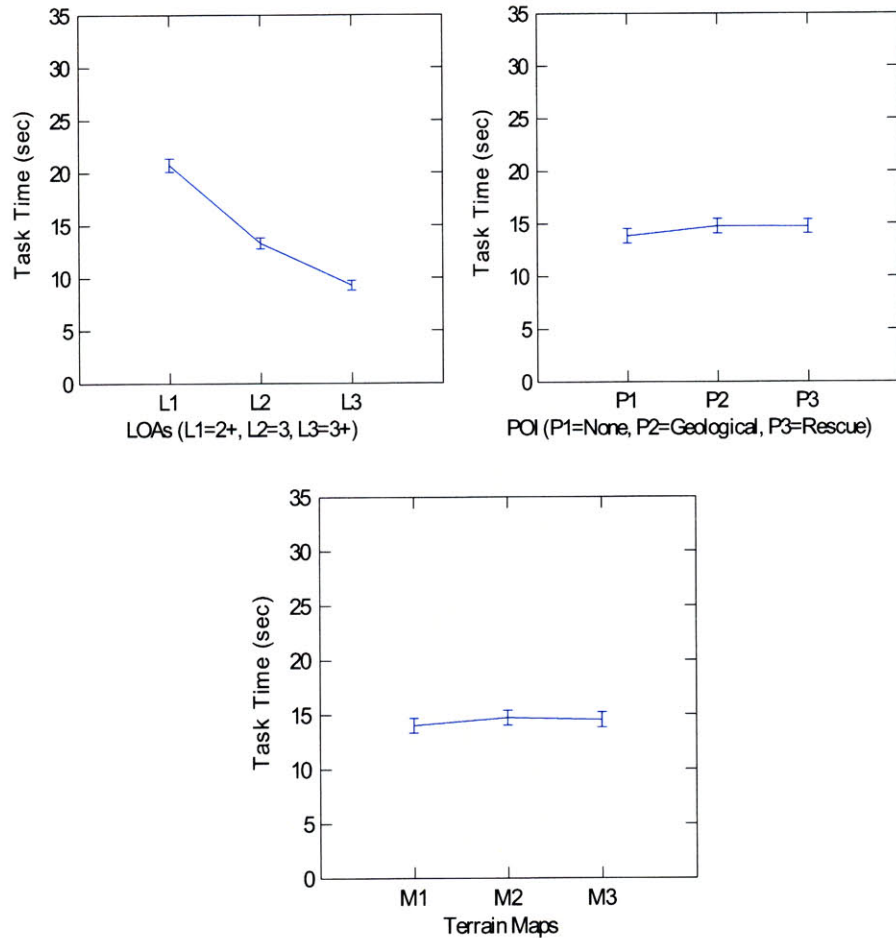 35
30
25
20
15
10
5
0
Task Time (sec)
L1 L2 L3
LOAs (L1=2+, L2=3, L3=3+)
35
30
25
20
15
10
5
0
Task Time (sec)
P1 P2 P3
POI (P1=None, P2=Geological, P3=Rescue)
35
30
25
20
15
10
5
0
Task Time (sec)
M1 M2 M3
Terrain Maps